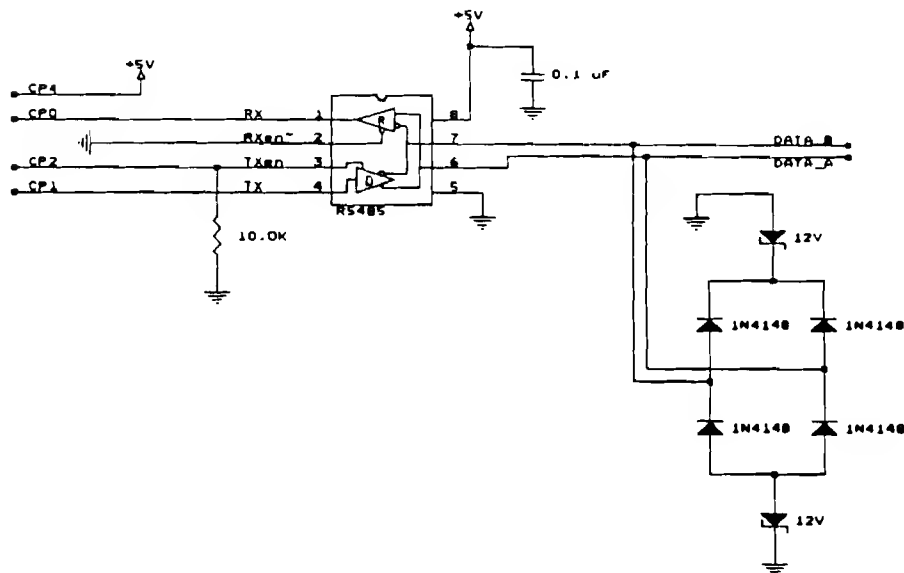 +5V
+5V
CP4
0.1 uF
CP0 RX 1 R 8
RXen~ 2 7 DATA_B
CP2 TXen 3 6 DATA_A
CP1 TX 4 D 5
RS485
10.0K
12V
1N4148 1N4148
1N4148 1N4148
12V